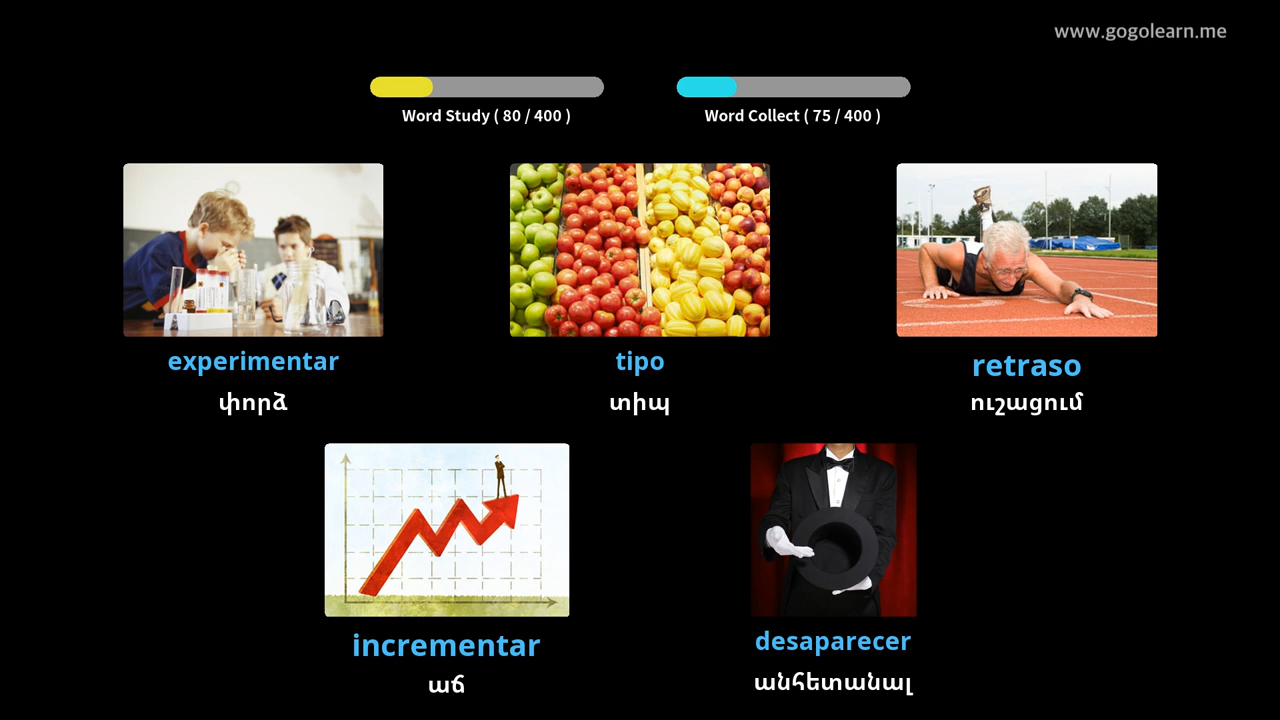 www.gogolearn.me
Word Study ( 80 / 400 )
Word Collect ( 75 / 400 )
experimentar
փորձ
tipo
տիպ
retraso
ուշացում
incrementar
աճ
desaparecer
անհետանալ